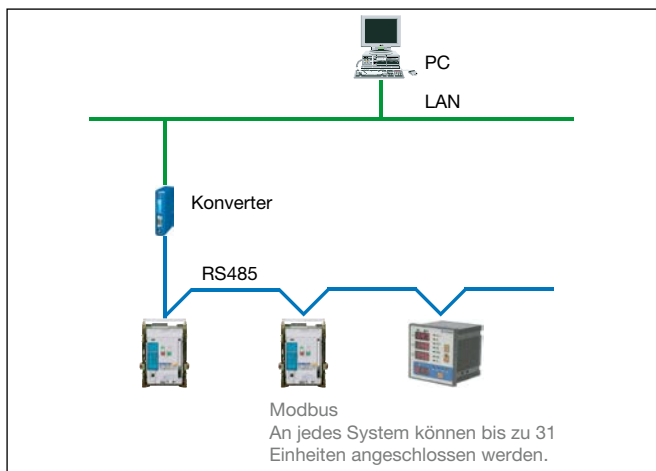 PC
LAN
Konverter
RS485
Modbus
An jedes System können bis zu 31
Einheiten angeschlossen werden.